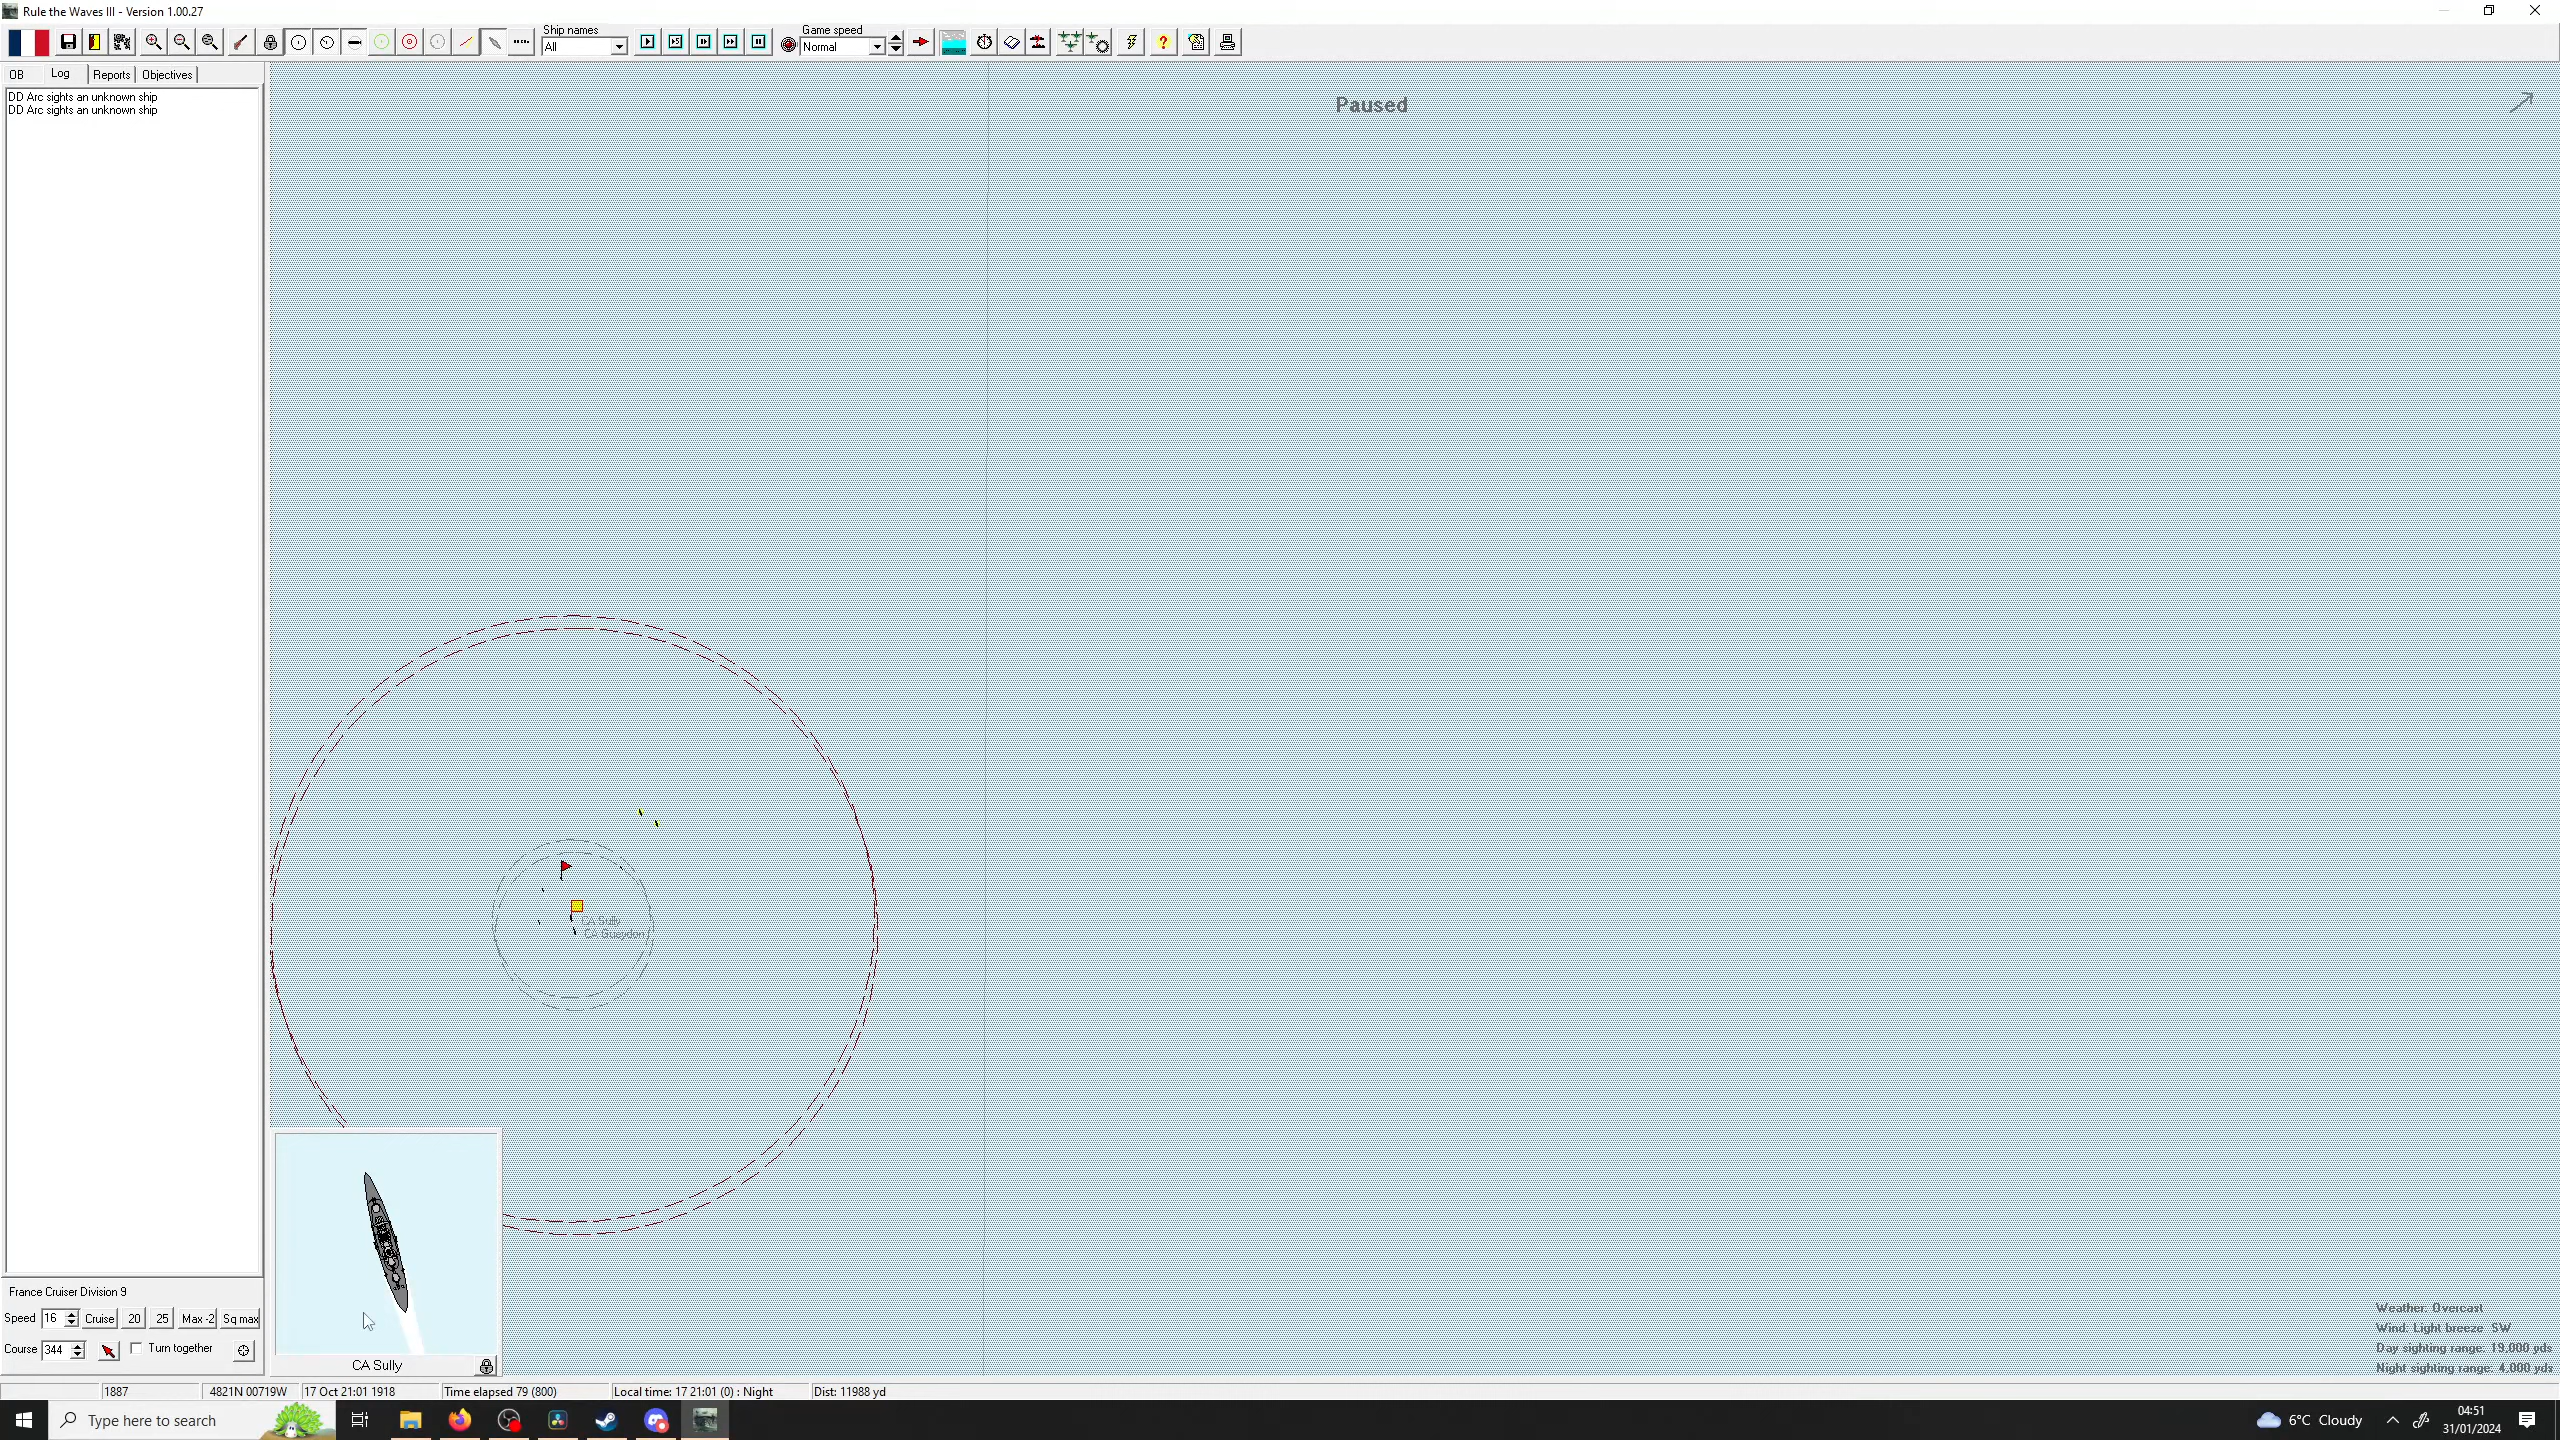 Rule the Waves III - Version 1.00.27
Ship names
All
Game speed
Normal
OB
Log
Reports
Objectives
DD Arc sights an unknown ship
DD Arc sights an unknown ship
Paused
CA Sully
CA Gueydon
France Cruiser Division 9
Speed
16
Cruise
20
25
Max -2
Sq max
Course
344
Turn together
CA Sully
Weather: Overcast
Wind: Light breeze SW
Day sighting range: 19,000 yds
Night sighting range: 4,000 yds
1887
4821N 00719W
17 Oct 21:01 1918
Time elapsed 79 (800)
Local time: 17 21:01 (0) : Night
Dist: 11988 yd
Type here to search
6°C Cloudy
04:51
31/01/2024